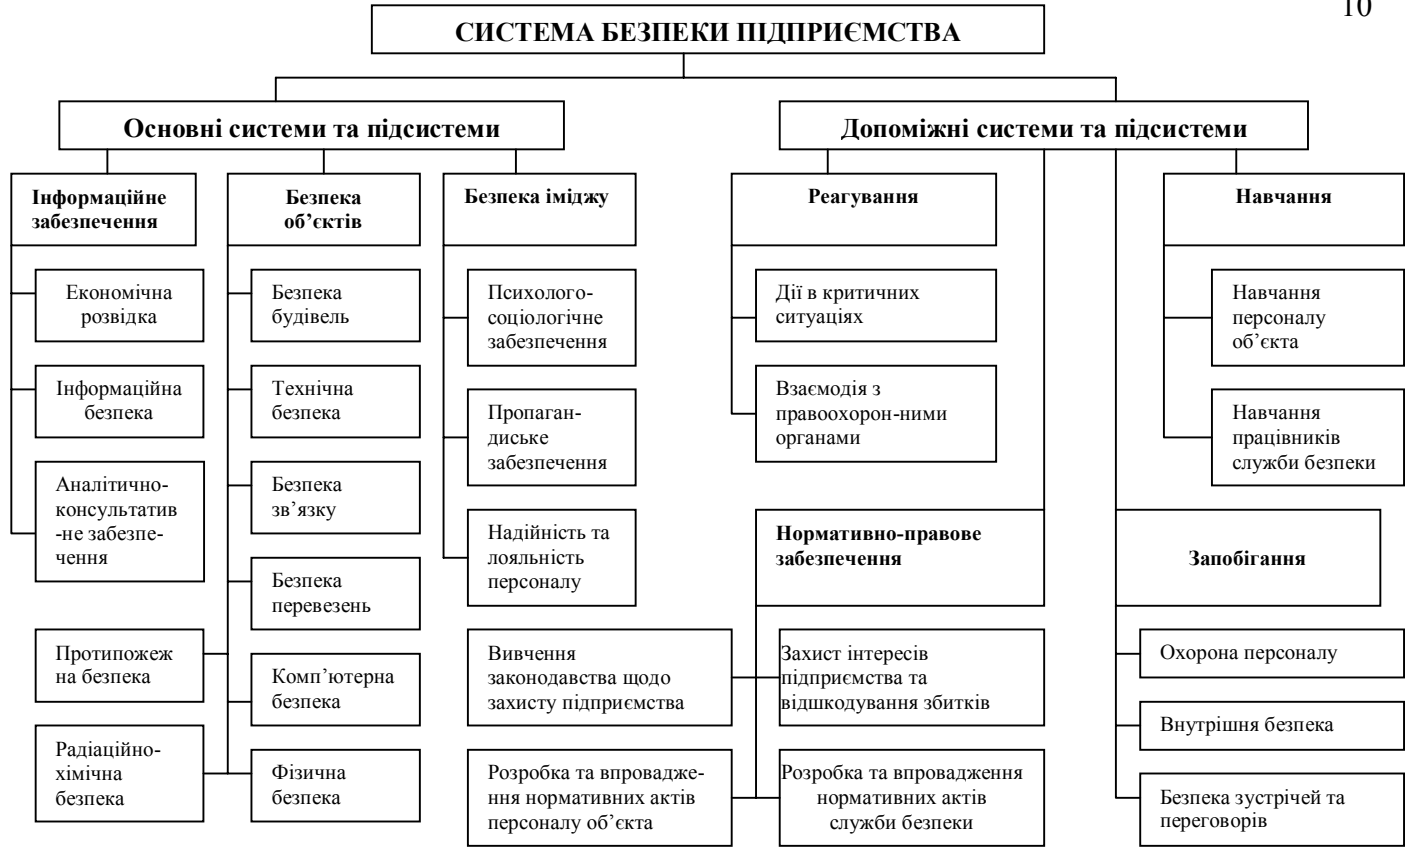 10
СИСТЕМА БЕЗПЕКИ ПІДПРИЄМСТВА
Основні системи та підсистеми
Допоміжні системи та підсистеми
Інформаційне
забезпечення
Економічна
розвідка
Інформаційна
безпека
Аналітично-
консультатив
-не забезпе-
чення
Безпека
об’єктів
Безпека
будівель
Технічна
безпека
Безпека
зв’язку
Безпека
перевезень
Протипожеж
на безпека
Комп’ютерна
безпека
Радіаційно-
хімічна
безпека
Фізична
безпека
Безпека іміджу
Психолого-
соціологічне
забезпечення
Пропаган-
диське
забезпечення
Надійність та
лояльність
персоналу
Реагування
Дії в критичних
ситуаціях
Взаємодія з
правоохорон-ними
органами
Нормативно-правове
забезпечення
Вивчення
законодавства щодо
захисту підприємства
Захист інтересів
підприємства та
відшкодування збитків
Розробка та впровадже-
ення нормативних актів
персоналу об’єкта
Розробка та впровадження
нормативних актів
служби безпеки
Навчання
Навчання
персоналу
об’єкта
Навчання
працівників
служби безпеки
Запобігання
Охорона персоналу
Внутрішня безпека
Безпека зустрічей та
переговорів